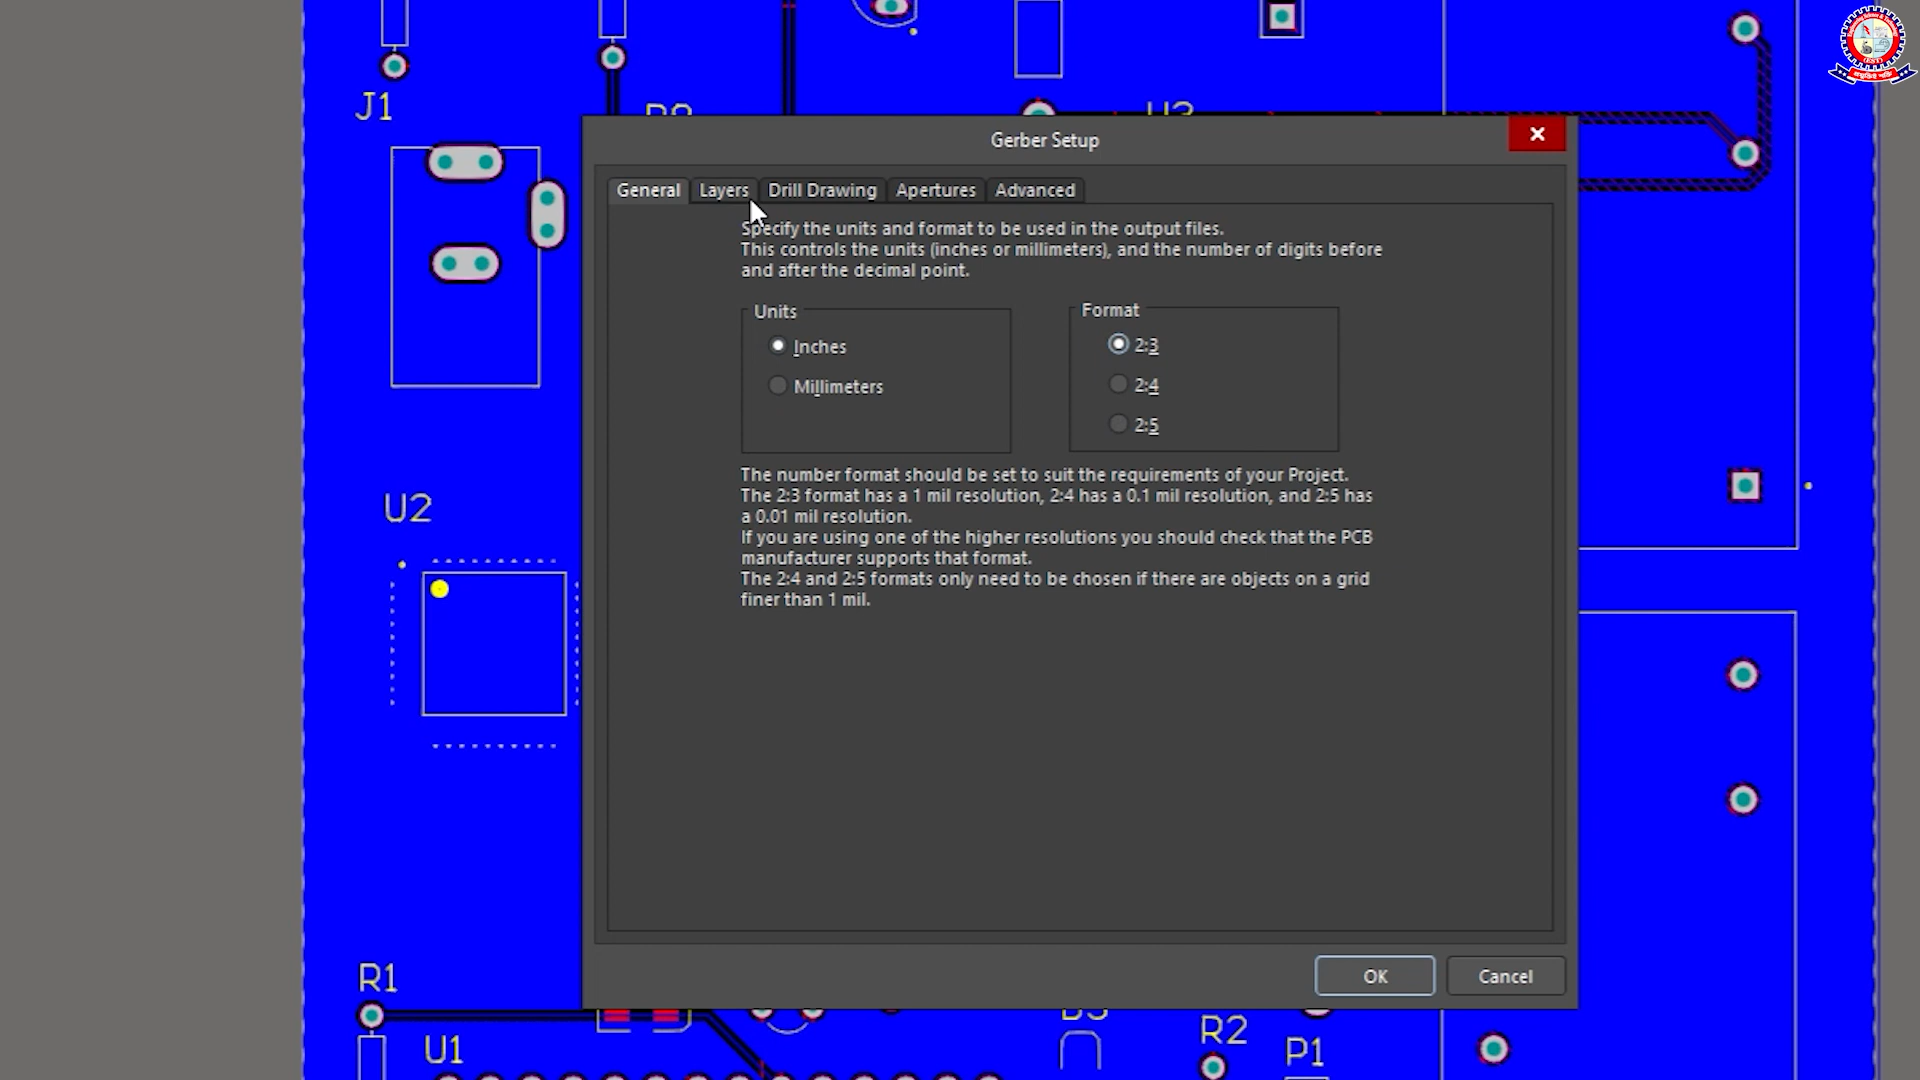 J1
Gerber Setup
General Layers Drill Drawing Apertures Advanced
Specify the units and format to be used in the output files.
This controls the units (inches or millimeters), and the number of digits before
and after the decimal point.
Units
Format
Inches
2:3
Millimeters
2:4
2:5
The number format should be set to suit the requirements of your Project.
The 2:3 format has a 1 mil resolution, 2:4 has a 0.1 mil resolution, and 2:5 has
a 0.01 mil resolution.
If you are using one of the higher resolutions you should check that the PCB
manufacturer supports that format.
The 2:4 and 2:5 formats only need to be chosen if there are objects on a grid
finer than 1 mil.
U2
OK
Cancel
R1
R2
U1
P1